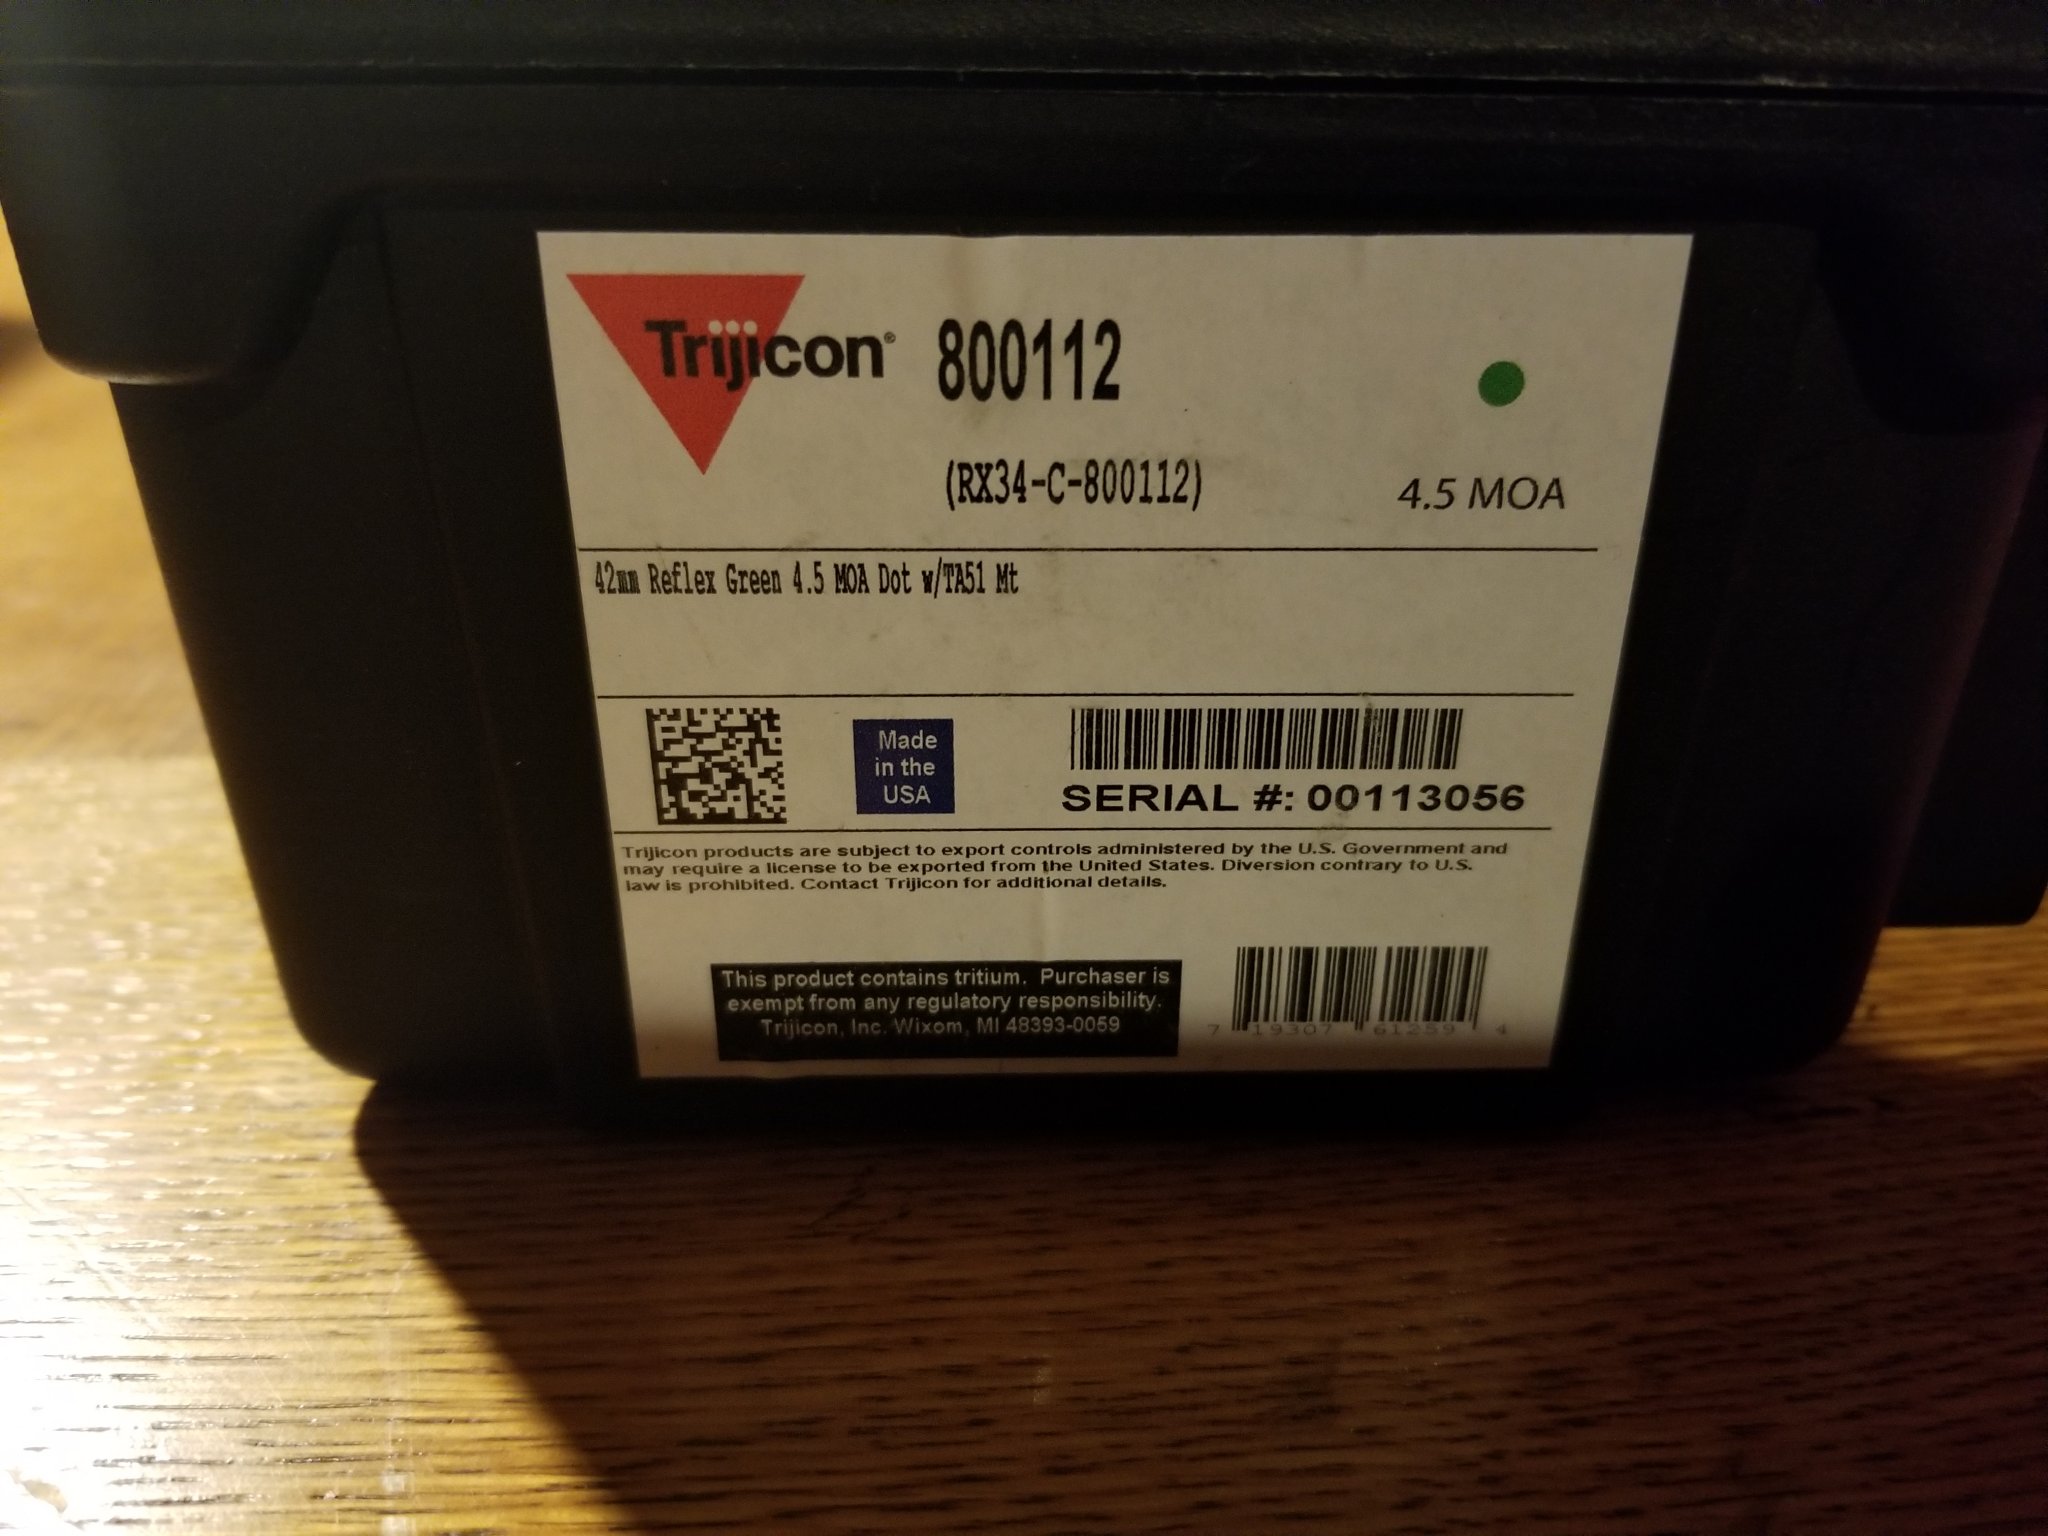 Trijicon® 800112
(RX34-C-800112)
4.5 MOA
42mm Reflex Green 4.5 MOA Dot w/TA51 Mt
Made
in the
USA
SERIAL #: 00113056
Trijicon products are subject to export controls administered by the U.S. Government and
may require a license to be exported from the United States. Diversion contrary to U.S.
law is prohibited. Contact Trijicon for additional details.
This product contains tritium. Purchaser is
exempt from any regulatory responsibility.
Trijicon, Inc. Wixom, MI 48393-0059
7 19307 61259 4